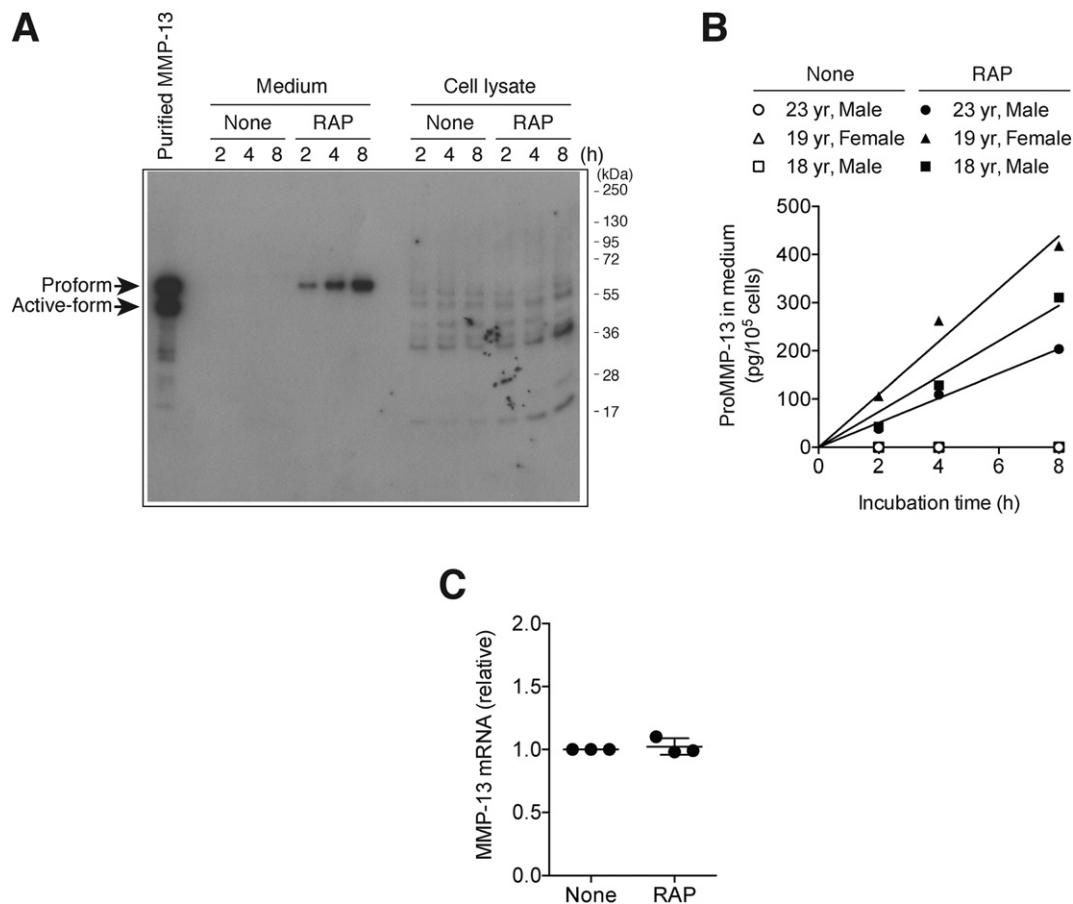 A
Purified MMP-13
Medium
Cell lysate
None
RAP
None
RAP
2 4 8 2 4 8 2 4 8 2 4 8 (h)
(kDa)
- 250
- 130
- 95
- 72
- 55
- 36
- 28
- 17
Proform
Active-form
B
None
RAP
23 yr, Male
23 yr, Male
19 yr, Female
19 yr, Female
18 yr, Male
18 yr, Male
ProMMP-13 in medium
(pg/10⁵ cells)
500
400
300
200
100
0
0 2 4 6 8
Incubation time (h)
C
MMP-13 mRNA (relative)
2.0
1.5
1.0
0.5
0.0
None RAP